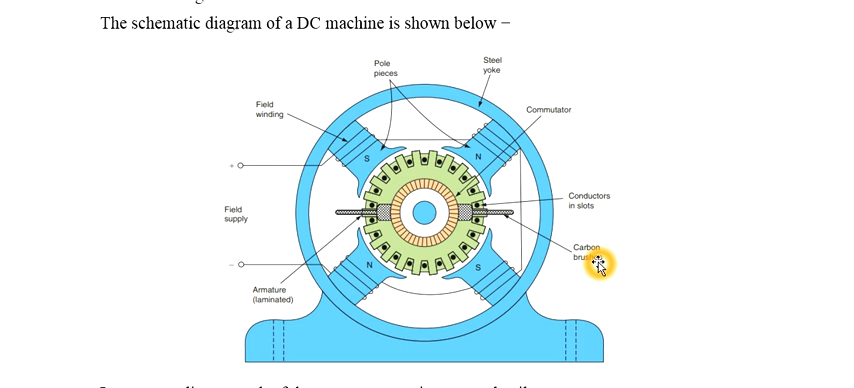 The schematic diagram of a DC machine is shown below −
Pole
pieces
Steel
yoke
Field
winding
Commutator
S
N
+
Conductors
in slots
Field
supply
Carbon
−
N
S
Armature
(laminated)